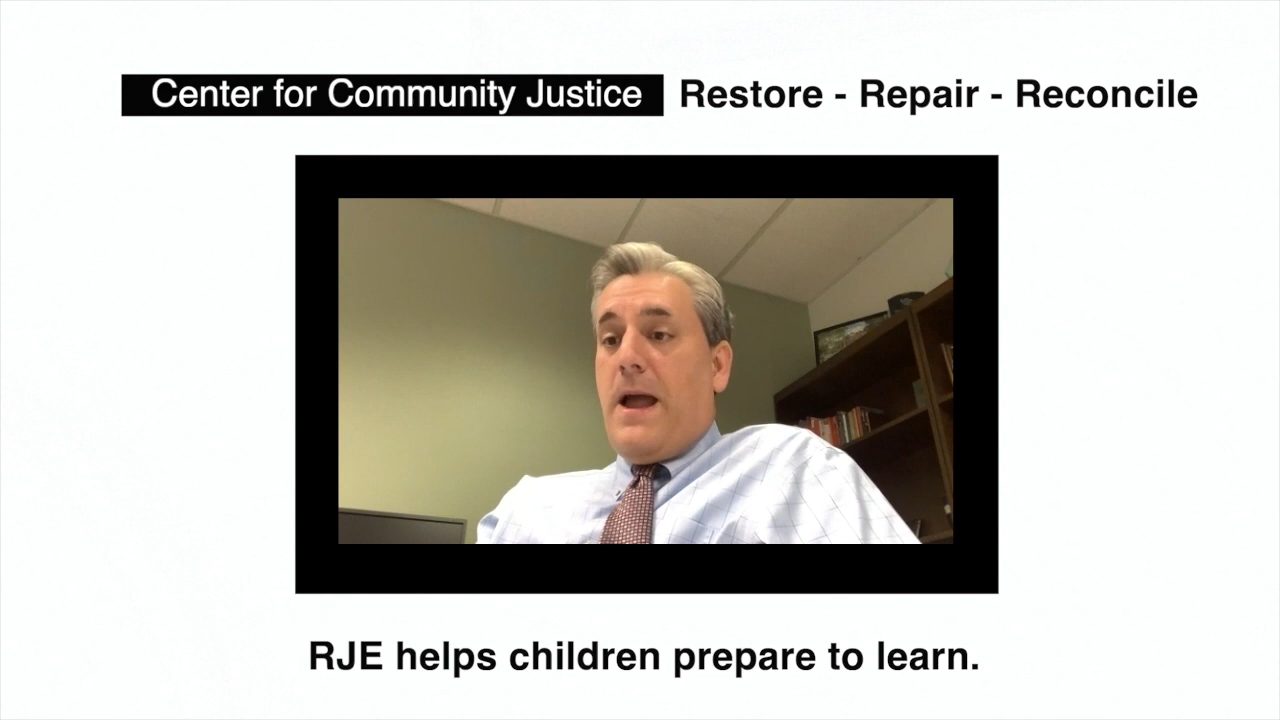 Center for Community Justice Restore - Repair - Reconcile
RJE helps children prepare to learn.